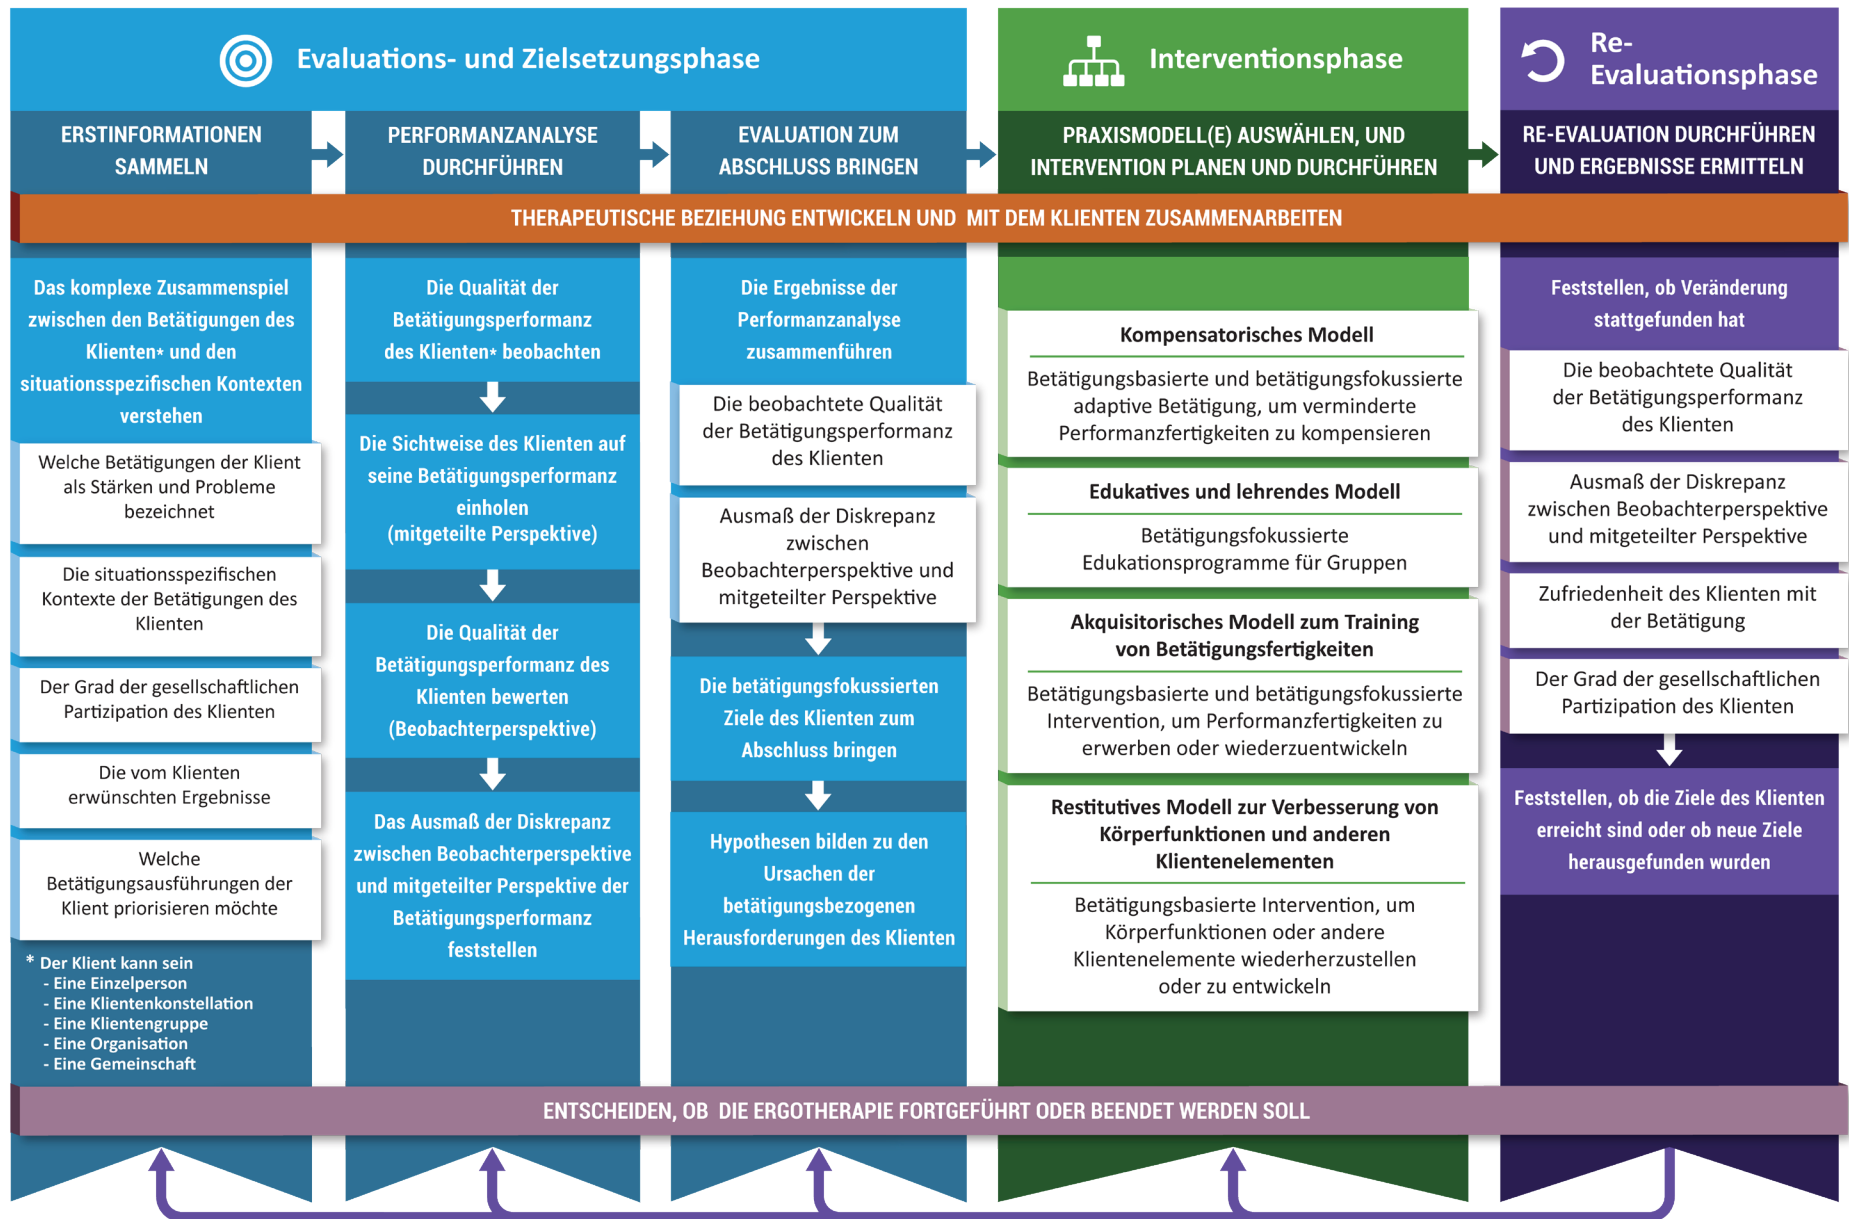 Evaluations- und Zielsetzungsphase
Interventionsphase
Re-
Evaluationsphase
ERSTINFORMATIONEN
SAMMELN
PERFORMANZANALYSE
DURCHFÜHREN
EVALUATION ZUM
ABSCHLUSS BRINGEN
PRAXISMODELL(E) AUSWÄHLEN, UND
INTERVENTION PLANEN UND DURCHFÜHREN
RE-EVALUATION DURCHFÜHREN
UND ERGEBNISSE ERMITTELN
THERAPEUTISCHE BEZIEHUNG ENTWICKELN UND MIT DEM KLIENTEN ZUSAMMENARBEITEN
Das komplexe Zusammenspiel
zwischen den Betätigungen des
Klienten* und den
situationsspezifischen Kontexten
verstehen
Welche Betätigungen der Klient
als Stärken und Probleme
bezeichnet
Die situationsspezifischen
Kontexte der Betätigungen des
Klienten
Der Grad der gesellschaftlichen
Partizipation des Klienten
Die vom Klienten
erwünschten Ergebnisse
Welche
Betätigungsausführungen der
Klient priorisieren möchte
* Der Klient kann sein
- Eine Einzelperson
- Eine Klientenkonstellation
- Eine Klientengruppe
- Eine Organisation
- Eine Gemeinschaft
Die Qualität der
Betätigungsperformanz
des Klienten* beobachten
Die Sichtweise des Klienten auf
seine Betätigungsperformanz
einholen
(mitgeteilte Perspektive)
Die Qualität der
Betätigungsperformanz des
Klienten bewerten
(Beobachterperspektive)
Das Ausmaß der Diskrepanz
zwischen Beobachterperspektive
und mitgeteilter Perspektive der
Betätigungsperformanz
feststellen
Die Ergebnisse der
Performanzanalyse
zusammenführen
Die beobachtete Qualität
der Betätigungsperformanz
des Klienten
Ausmaß der Diskrepanz
zwischen
Beobachterperspektive und
mitgeteilter Perspektive
Die betätigungsfokussierten
Ziele des Klienten zum
Abschluss bringen
Hypothesen bilden zu den
Ursachen der
betätigungsbezogenen
Herausforderungen des Klienten
Kompensatorisches Modell
Betätigungsbasierte und betätigungsfokussierte
adaptive Betätigung, um verminderte
Performanzfertigkeiten zu kompensieren
Edukatives und lehrendes Modell
Betätigungsfokussierte
Edukationsprogramme für Gruppen
Akquisitorisches Modell zum Training
von Betätigungsfertigkeiten
Betätigungsbasierte und betätigungsfokussierte
Intervention, um Performanzfertigkeiten zu
erwerben oder wiederzuentwickeln
Restitutives Modell zur Verbesserung von
Körperfunktionen und anderen
Klientenelementen
Betätigungsbasierte Intervention, um
Körperfunktionen oder andere
Klientenelemente wiederherzustellen
oder zu entwickeln
Feststellen, ob Veränderung
stattgefunden hat
Die beobachtete Qualität
der Betätigungsperformanz
des Klienten
Ausmaß der Diskrepanz
zwischen Beobachterperspektive
und mitgeteilter Perspektive
Zufriedenheit des Klienten mit
der Betätigung
Der Grad der gesellschaftlichen
Partizipation des Klienten
Feststellen, ob die Ziele des Klienten
erreicht sind oder ob neue Ziele
herausgefunden wurden
ENTSCHEIDEN, OB DIE ERGOTHERAPIE FORTGEFÜHRT ODER BEENDET WERDEN SOLL